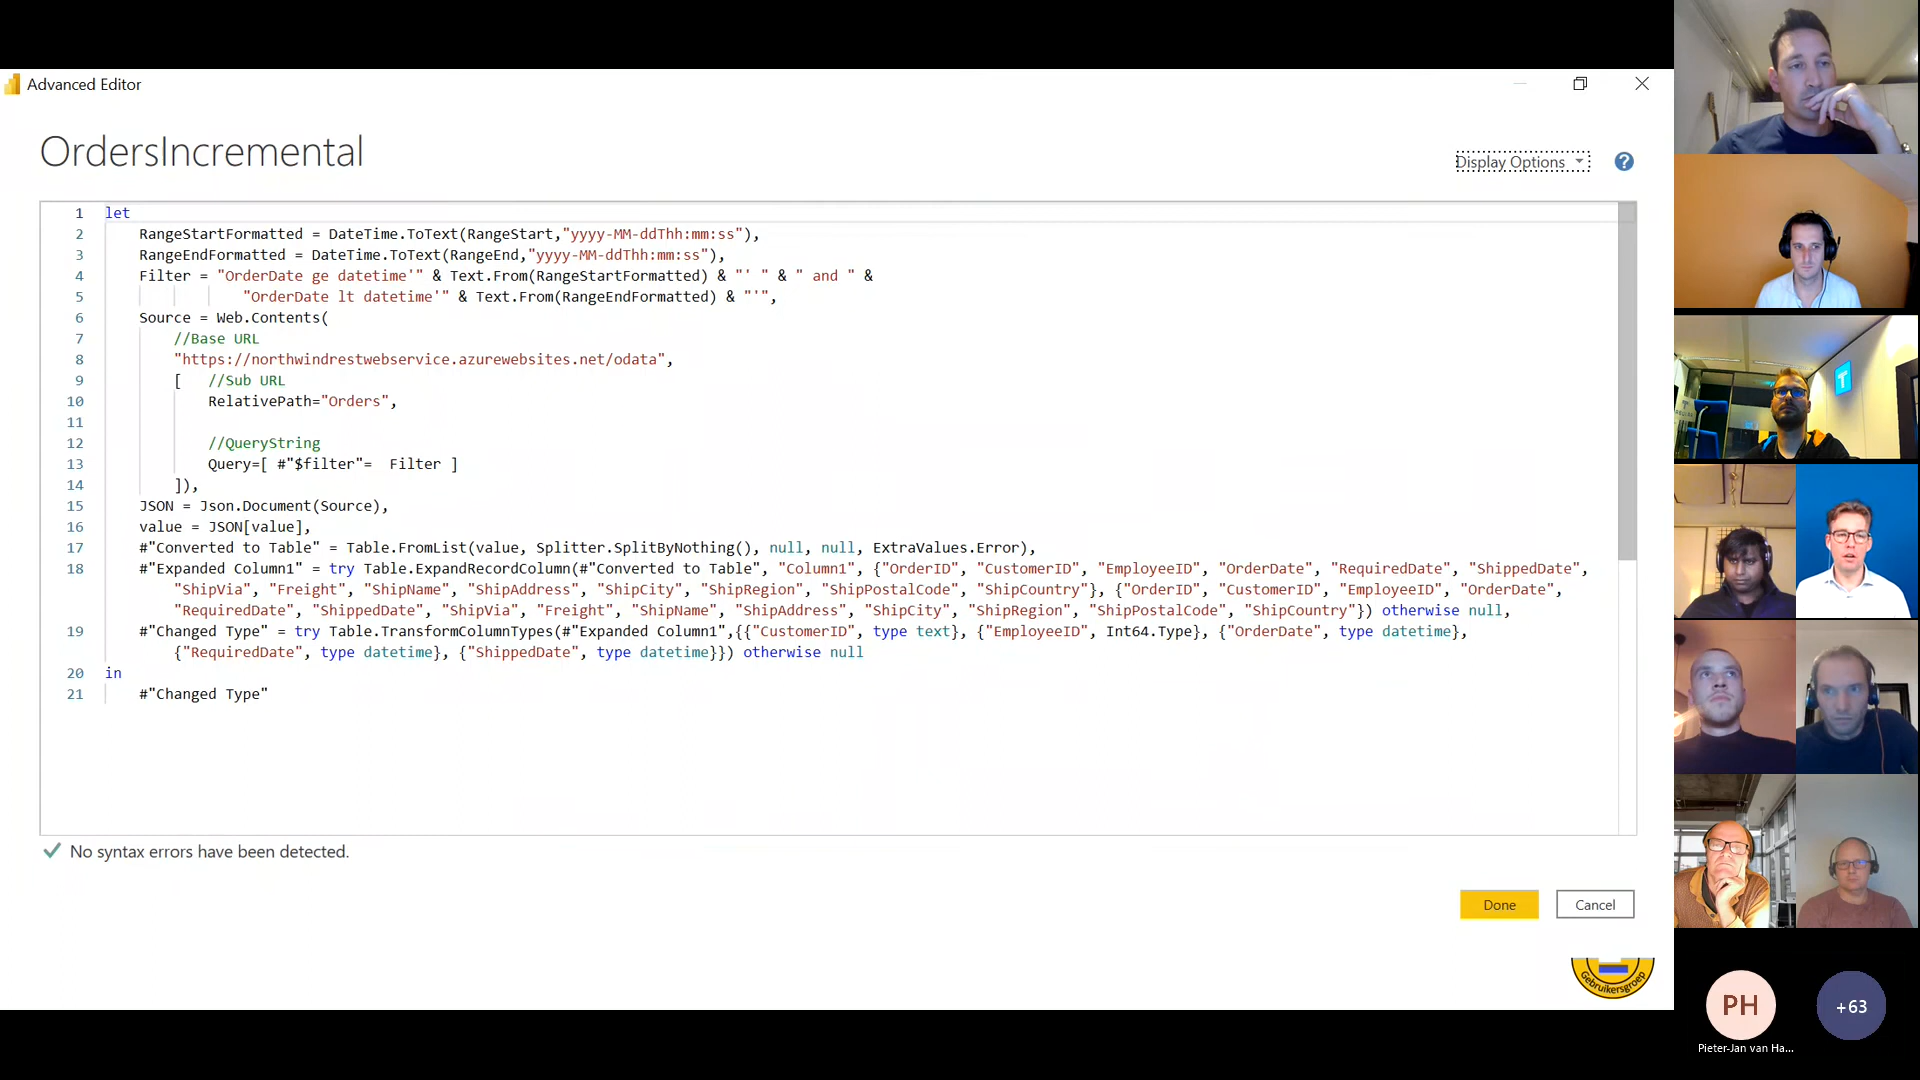 Advanced Editor
OrdersIncremental
Display Options
?
1 let
2 RangeStartFormatted = DateTime.ToText(RangeStart,"yyyy-MM-ddThh:mm:ss"),
3 RangeEndFormatted = DateTime.ToText(RangeEnd,"yyyy-MM-ddThh:mm:ss"),
4 Filter = "OrderDate ge datetime'" & Text.From(RangeStartFormatted) & "' " & " and " &
5 "OrderDate lt datetime'" & Text.From(RangeEndFormatted) & "'",
6 Source = Web.Contents(
7 //Base URL
8 "https://northwindrestwebservice.azurewebsites.net/odata",
9 [ //Sub URL
10 RelativePath="Orders",
11
12 //QueryString
13 Query=[ #"$filter"= Filter ]
14 ]),
15 JSON = Json.Document(Source),
16 value = JSON[value],
17 #"Converted to Table" = Table.FromList(value, Splitter.SplitByNothing(), null, null, ExtraValues.Error),
18 #"Expanded Column1" = try Table.ExpandRecordColumn(#"Converted to Table", "Column1", {"OrderID", "CustomerID", "EmployeeID", "OrderDate", "RequiredDate", "ShippedDate",
"ShipVia", "Freight", "ShipName", "ShipAddress", "ShipCity", "ShipRegion", "ShipPostalCode", "ShipCountry"}, {"OrderID", "CustomerID", "EmployeeID", "OrderDate",
"RequiredDate", "ShippedDate", "ShipVia", "Freight", "ShipName", "ShipAddress", "ShipCity", "ShipRegion", "ShipPostalCode", "ShipCountry"}) otherwise null,
19 #"Changed Type" = try Table.TransformColumnTypes(#"Expanded Column1",{{"CustomerID", type text}, {"EmployeeID", Int64.Type}, {"OrderDate", type datetime},
{"RequiredDate", type datetime}, {"ShippedDate", type datetime}}) otherwise null
20 in
21 #"Changed Type"
No syntax errors have been detected.
Done
Cancel
Gebruikersgroep
PH
+63
Pieter-Jan van Ha...